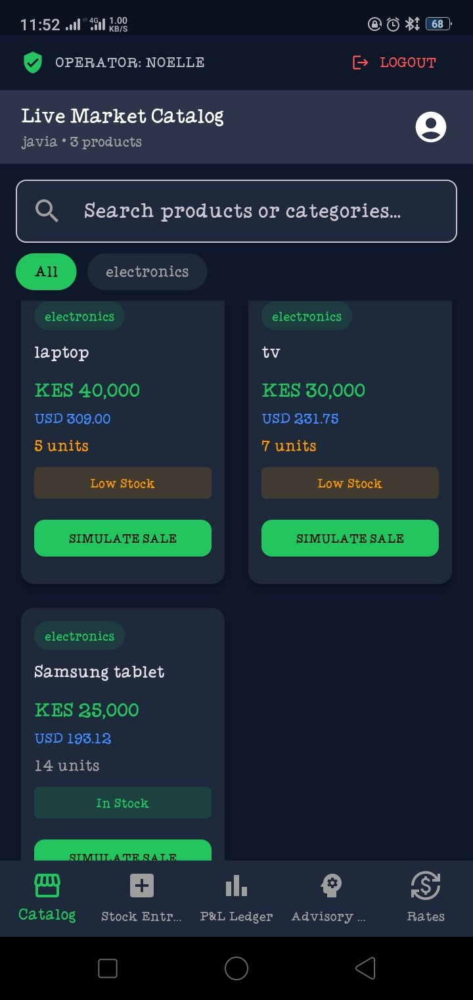 11:52 4G 1.00 KB/S 68
OPERATOR: NOELLE LOGOUT
Live Market Catalog
javia • 3 products
Search products or categories...
All electronics
electronics electronics
laptop tv
KES 40,000 KES 30,000
USD 309.00 USD 231.75
5 units 7 units
Low Stock Low Stock
SIMULATE SALE SIMULATE SALE
electronics
Samsung tablet
KES 25,000
USD 193.12
14 units
In Stock
SIMULATE SALE
Catalog Stock Entr... P&L Ledger Advisory ... Rates